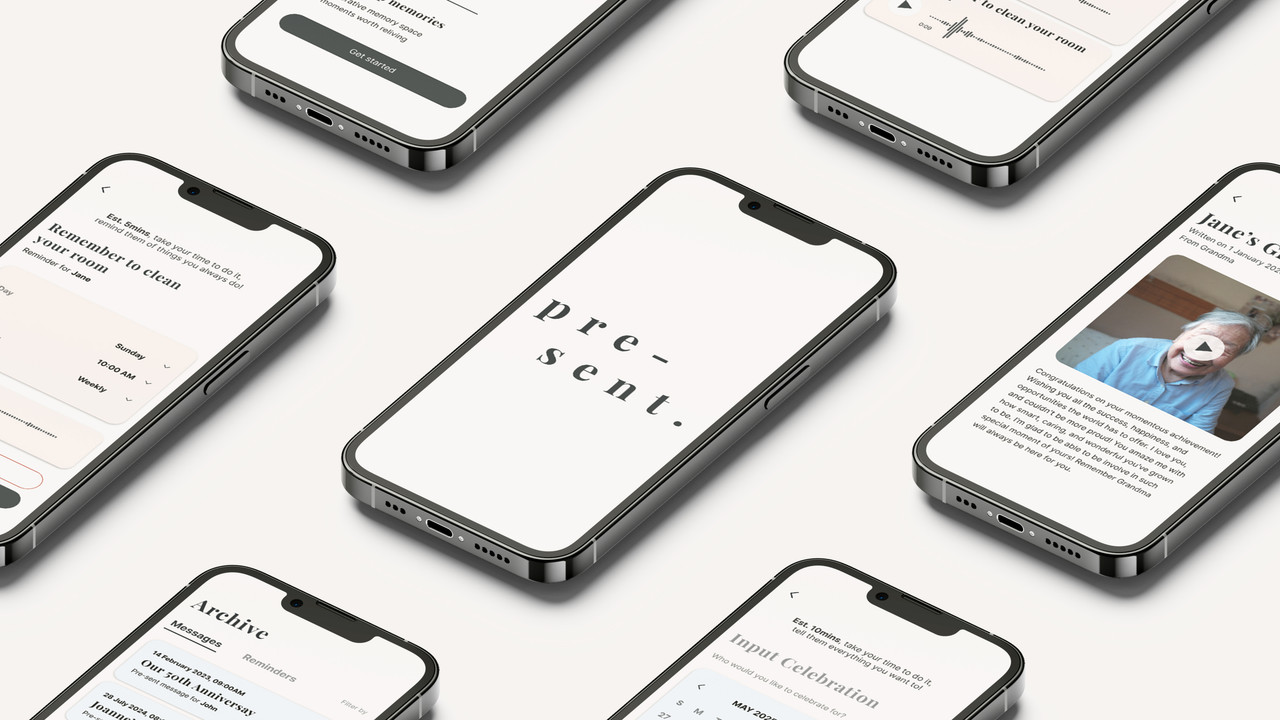 memories
memory space
moments worth reliving
Get started
to clean your room
0:09
Est. 5mins, take your time to do it,
remind them of things you always do!
Remember to clean
your room
Reminder for Jane
Day
Sunday
10:00 AM
Weekly
pre-
sent.
Jane's
Written on 1 January
From Grandma
Congratulations on your momentous achievement!
Wishing you all the success, happiness, and
opportunities the world has to offer. I love you,
and couldn't be more proud! You amaze me with
how smart, caring, and wonderful you've grown
to be. I'm glad to be able to be involve in such
special moment of yours! Remember Grandma
will always be here for you.
Archive
Messages
Reminders
Filter by
14 February 2023, 09:00AM
Our 50th Anniversay
Pre-sent message for John
28 July 2024,
Est. 10mins, take your time to do it,
tell them everything you want to!
Input Celebration
Who would you like to celebrate for?
MAY
S
M
T
27